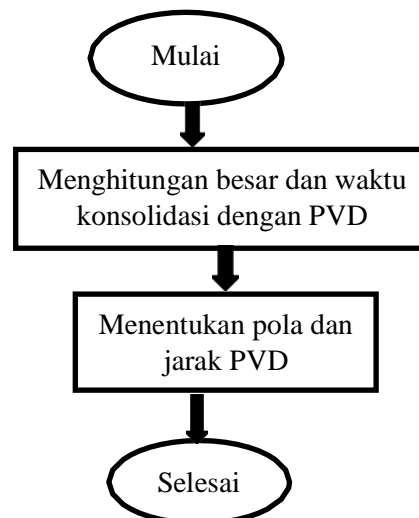 Mulai
Menghitungan besar dan waktu
konsolidasi dengan PVD
Menentukan pola dan
jarak PVD
Selesai